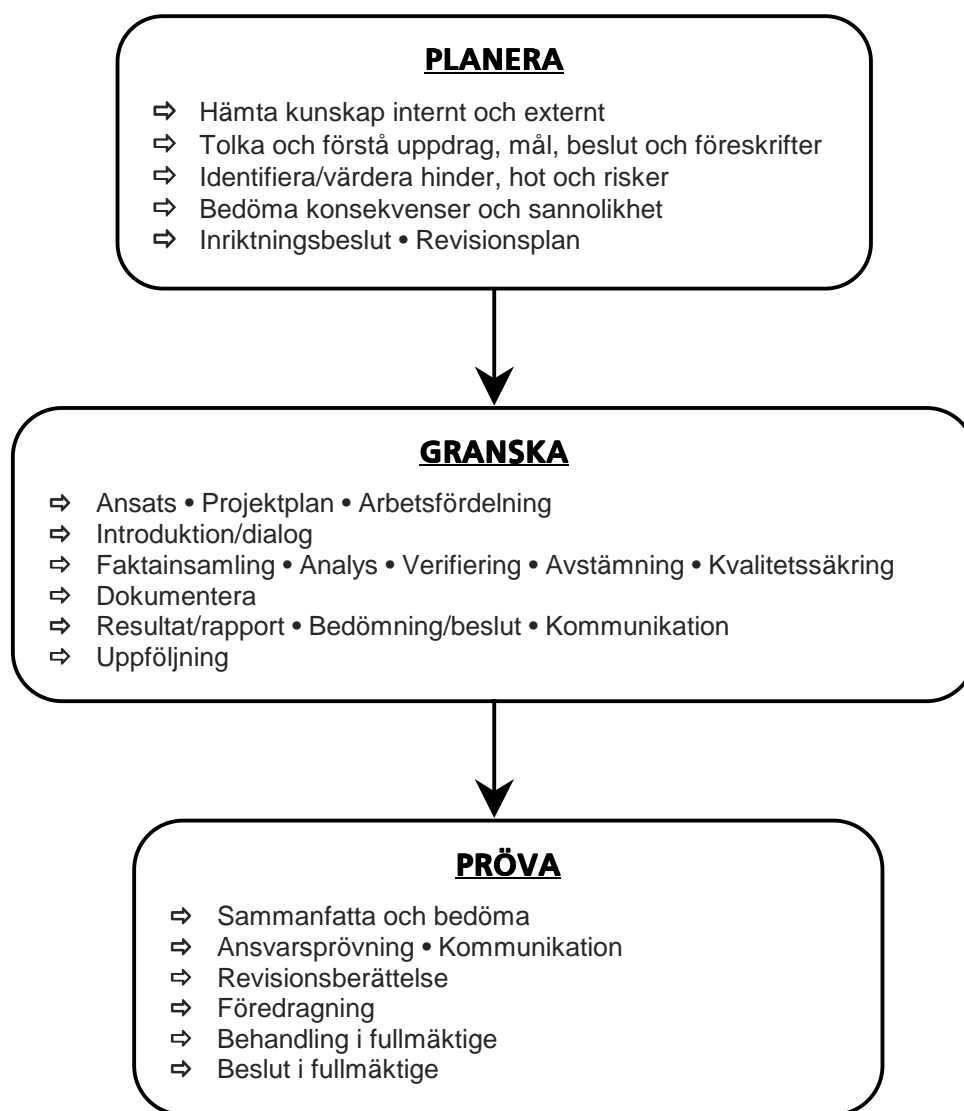 PLANERA
⇨ Hämta kunskap internt och externt
⇨ Tolka och förstå uppdrag, mål, beslut och föreskrifter
⇨ Identifiera/värdera hinder, hot och risker
⇨ Bedöma konsekvenser och sannolikhet
⇨ Inriktningsbeslut • Revisionsplan
GRANSKA
⇨ Ansats • Projektplan • Arbetsfördelning
⇨ Introduktion/dialog
⇨ Faktainsamling • Analys • Verifiering • Avstämning • Kvalitetssäkring
⇨ Dokumentera
⇨ Resultat/rapport • Bedömning/beslut • Kommunikation
⇨ Uppföljning
PRÖVA
⇨ Sammanfatta och bedöma
⇨ Ansvarsprövning • Kommunikation
⇨ Revisionsberättelse
⇨ Föredragning
⇨ Behandling i fullmäktige
⇨ Beslut i fullmäktige